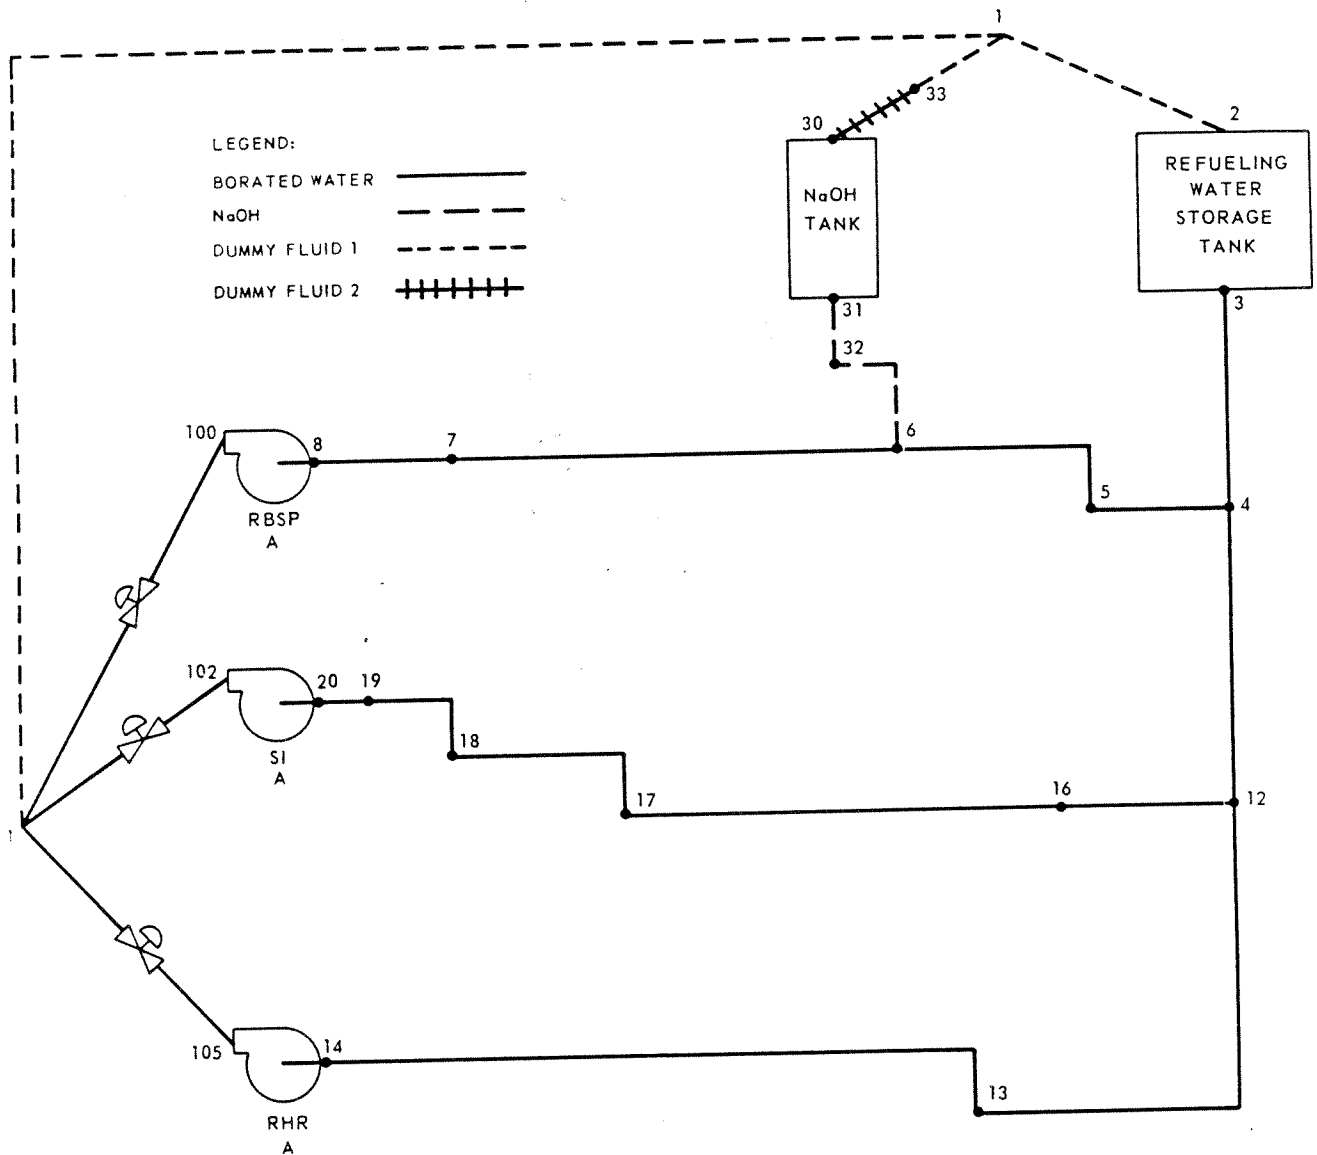 1
33
30
2
LEGEND:
BORATED WATER
NaOH
DUMMY FLUID 1
DUMMY FLUID 2
NaOH
TANK
REFUELING
WATER
STORAGE
TANK
31
3
32
100
8
7
6
5
4
RBSP
A
102
20
19
18
SI
A
17
16
12
1
105
14
13
RHR
A